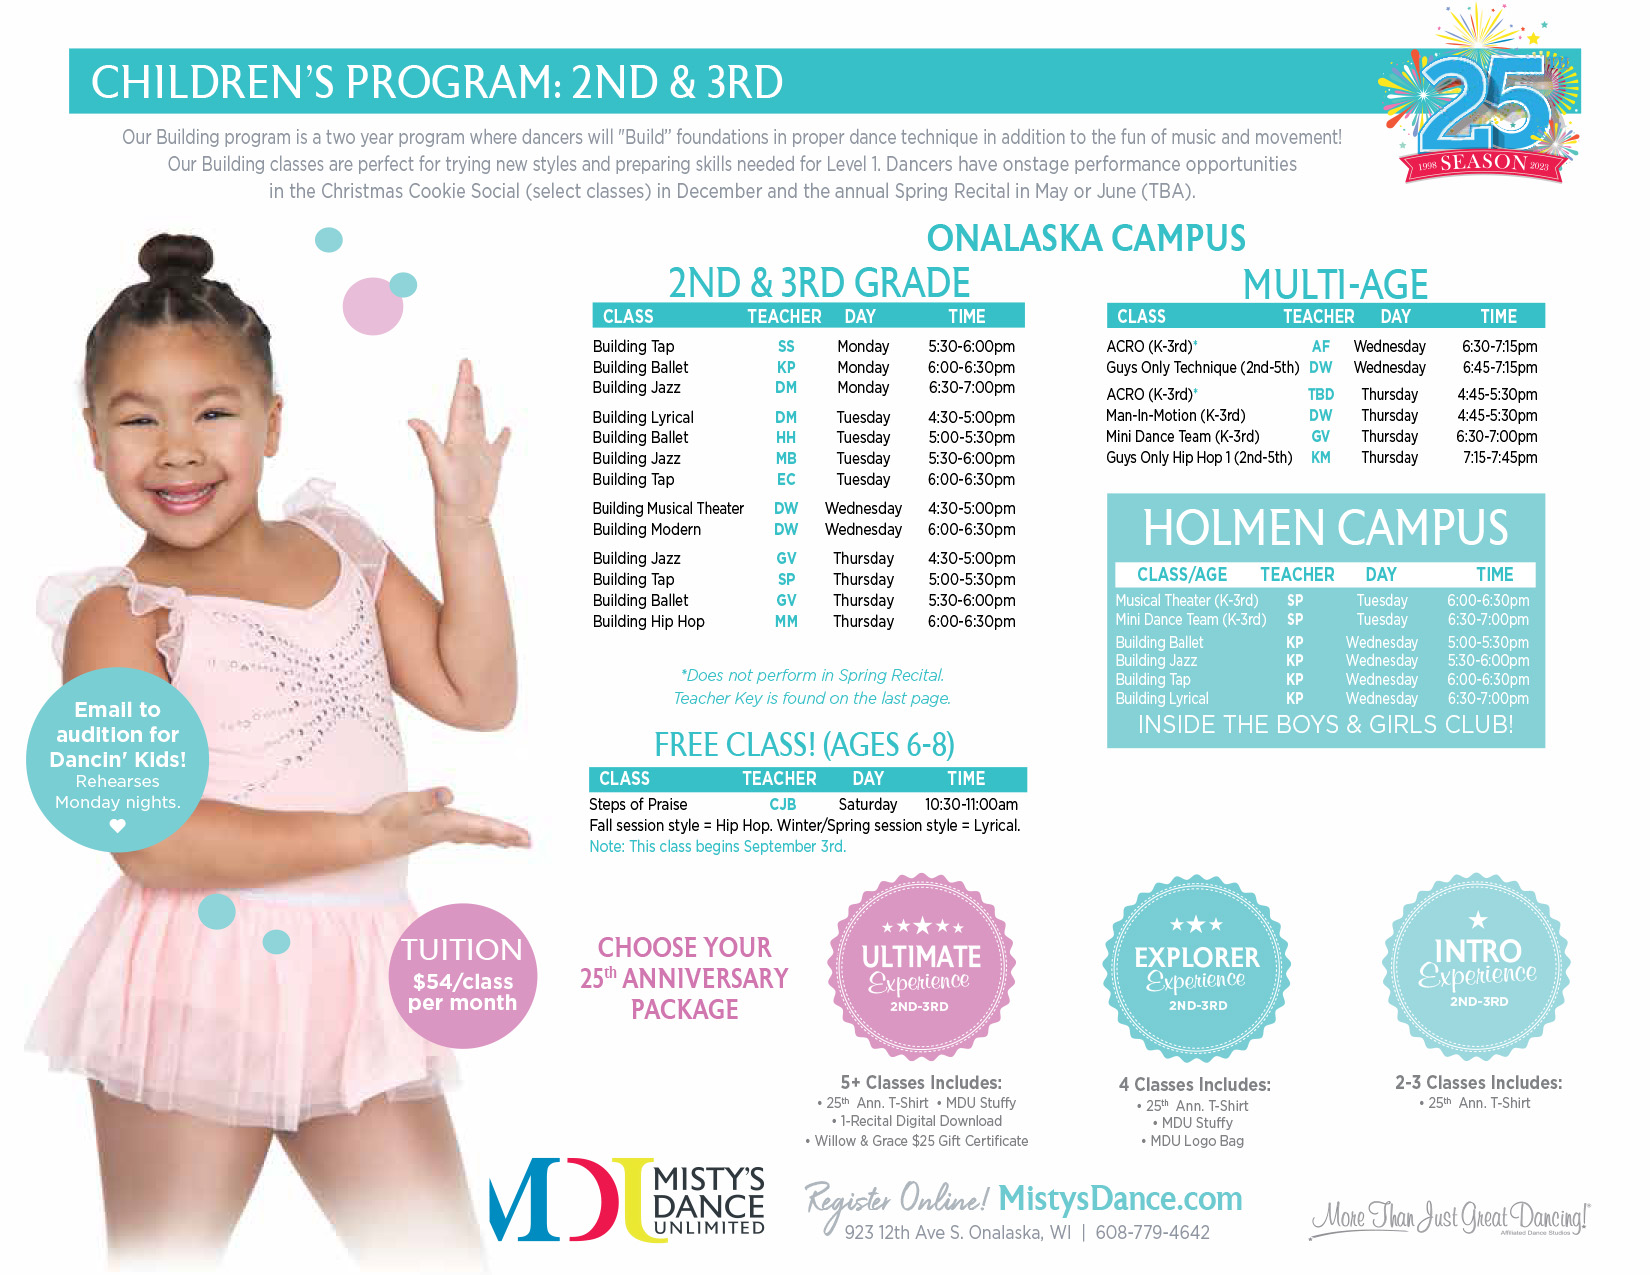 CHILDREN'S PROGRAM: 2ND & 3RD
25
1998 SEASON 2023
Our Building program is a two year program where dancers will "Build” foundations in proper dance technique in addition to the fun of music and movement!
Our Building classes are perfect for trying new styles and preparing skills needed for Level 1. Dancers have onstage performance opportunities
in the Christmas Cookie Social (select classes) in December and the annual Spring Recital in May or June (TBA).
ONALASKA CAMPUS
2ND & 3RD GRADE
CLASS TEACHER DAY TIME
Building Tap SS Monday 5:30-6:00pm
Building Ballet KP Monday 6:00-6:30pm
Building Jazz DM Monday 6:30-7:00pm
Building Lyrical DM Tuesday 4:30-5:00pm
Building Ballet HH Tuesday 5:00-5:30pm
Building Jazz MB Tuesday 5:30-6:00pm
Building Tap EC Tuesday 6:00-6:30pm
Building Musical Theater DW Wednesday 4:30-5:00pm
Building Modern DW Wednesday 6:00-6:30pm
Building Jazz GV Thursday 4:30-5:00pm
Building Tap SP Thursday 5:00-5:30pm
Building Ballet GV Thursday 5:30-6:00pm
Building Hip Hop MM Thursday 6:00-6:30pm
*Does not perform in Spring Recital.
Teacher Key is found on the last page.
MULTI-AGE
CLASS TEACHER DAY TIME
ACRO (K-3rd)* AF Wednesday 6:30-7:15pm
Guys Only Technique (2nd-5th) DW Wednesday 6:45-7:15pm
ACRO (K-3rd)* TBD Thursday 4:45-5:30pm
Man-In-Motion (K-3rd) DW Thursday 4:45-5:30pm
Mini Dance Team (K-3rd) GV Thursday 6:30-7:00pm
Guys Only Hip Hop 1 (2nd-5th) KM Thursday 7:15-7:45pm
HOLMEN CAMPUS
CLASS/AGE TEACHER DAY TIME
Musical Theater (K-3rd) SP Tuesday 6:00-6:30pm
Mini Dance Team (K-3rd) SP Tuesday 6:30-7:00pm
Building Ballet KP Wednesday 5:00-5:30pm
Building Jazz KP Wednesday 5:30-6:00pm
Building Tap KP Wednesday 6:00-6:30pm
Building Lyrical KP Wednesday 6:30-7:00pm
INSIDE THE BOYS & GIRLS CLUB!
FREE CLASS! (AGES 6-8)
CLASS TEACHER DAY TIME
Steps of Praise CJB Saturday 10:30-11:00am
Fall session style = Hip Hop. Winter/Spring session style = Lyrical.
Note: This class begins September 3rd.
Email to
audition for
Dancin' Kids!
Rehearses
Monday nights.
TUITION
$54/class
per month
CHOOSE YOUR
25th ANNIVERSARY
PACKAGE
ULTIMATE
Experience
2ND-3RD
5+ Classes Includes:
• 25th Ann. T-Shirt • MDU Stuffy
• 1-Recital Digital Download
• Willow & Grace $25 Gift Certificate
EXPLORER
Experience
2ND-3RD
4 Classes Includes:
• 25th Ann. T-Shirt
• MDU Stuffy
• MDU Logo Bag
INTRO
Experience
2ND-3RD
2-3 Classes Includes:
• 25th Ann. T-Shirt
MDU
MISTY'S
DANCE
UNLIMITED
Register Online! MistysDance.com
923 12th Ave S. Onalaska, WI | 608-779-4642
More Than Just Great Dancing!®
Affiliated Dance Studios